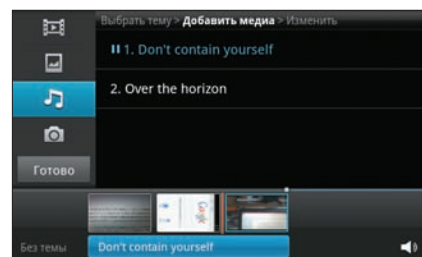 Выбрать тему > Добавить медиа > Изменить
1. Don't contain yourself
2. Over the horizon
Готово
Google
Без темы
Don't contain yourself